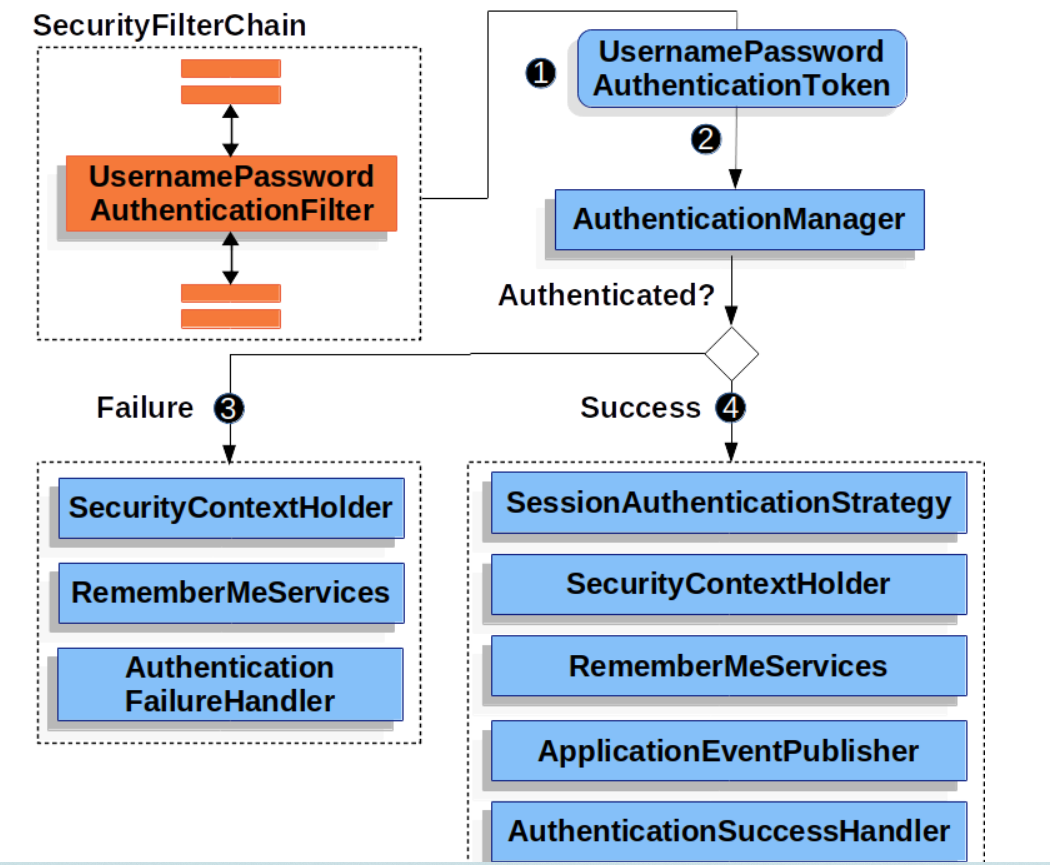 SecurityFilterChain
UsernamePassword
AuthenticationFilter
1
UsernamePassword
AuthenticationToken
2
AuthenticationManager
Authenticated?
Failure 3
Success 4
SecurityContextHolder
RememberMeServices
Authentication
FailureHandler
SessionAuthenticationStrategy
SecurityContextHolder
RememberMeServices
ApplicationEventPublisher
AuthenticationSuccessHandler